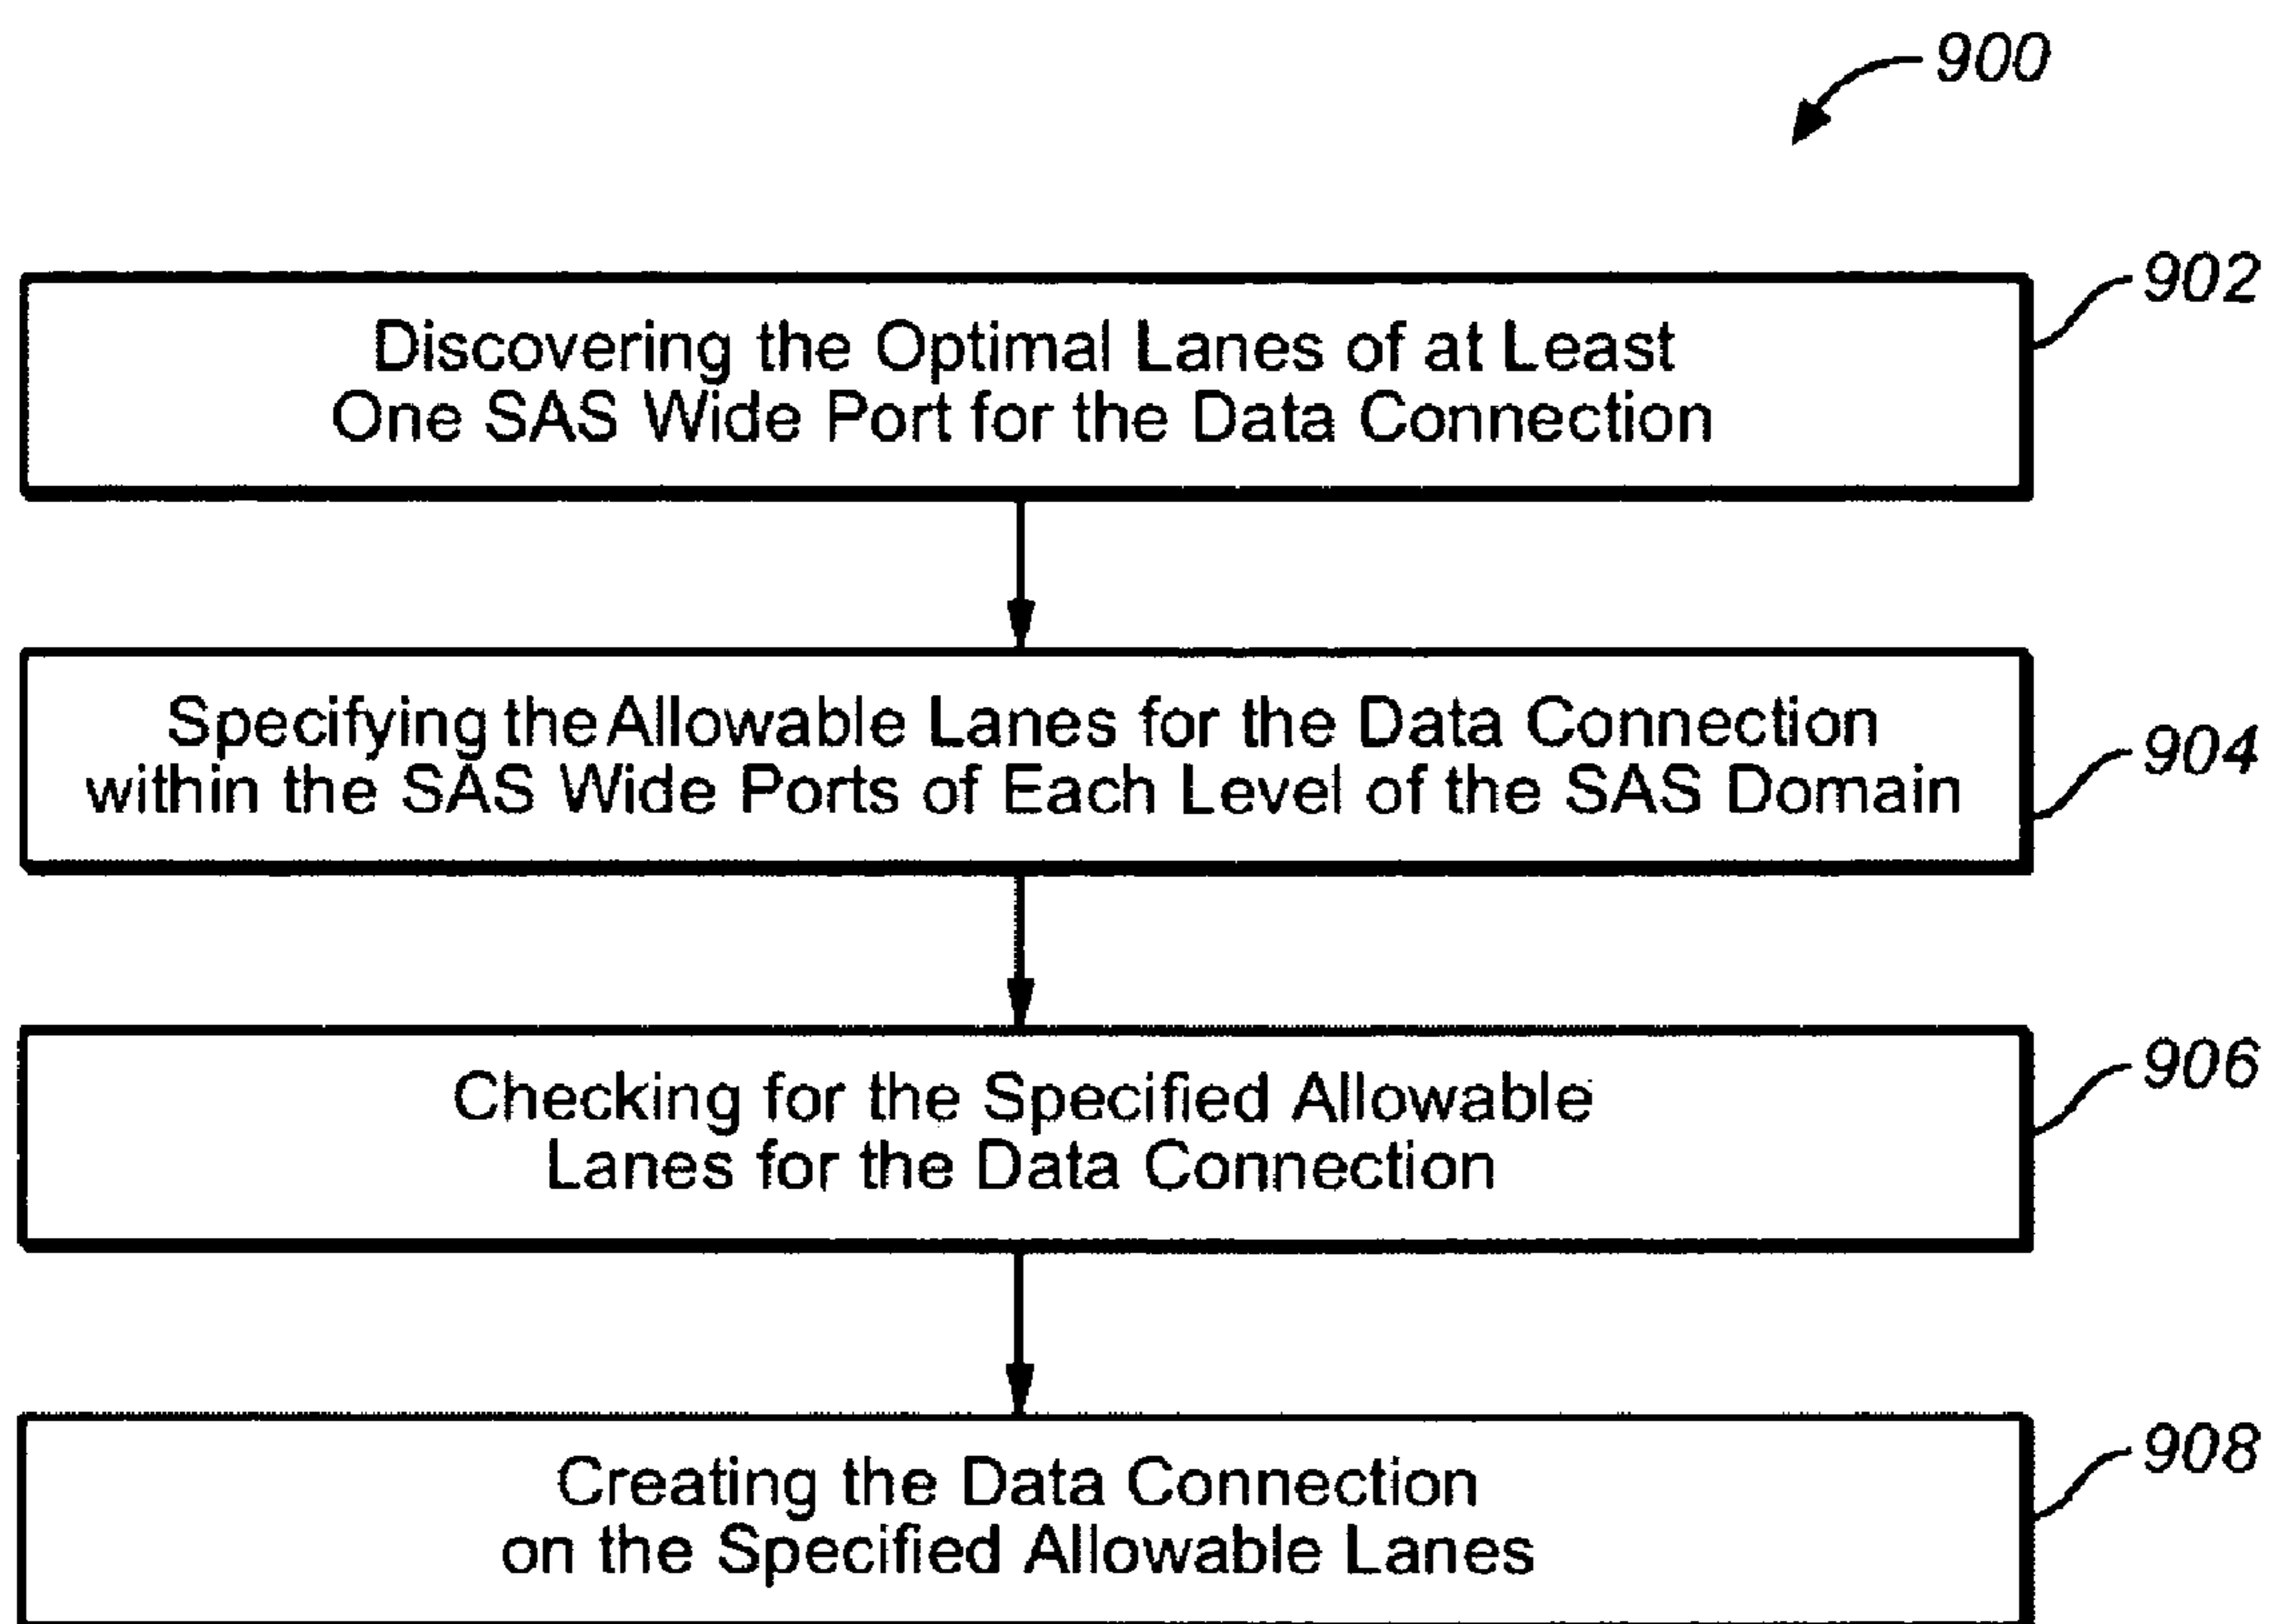 900
902
Discovering the Optimal Lanes of at Least
One SAS Wide Port for the Data Connection
904
Specifying the Allowable Lanes for the Data Connection
within the SAS Wide Ports of Each Level of the SAS Domain
906
Checking for the Specified Allowable
Lanes for the Data Connection
908
Creating the Data Connection
on the Specified Allowable Lanes